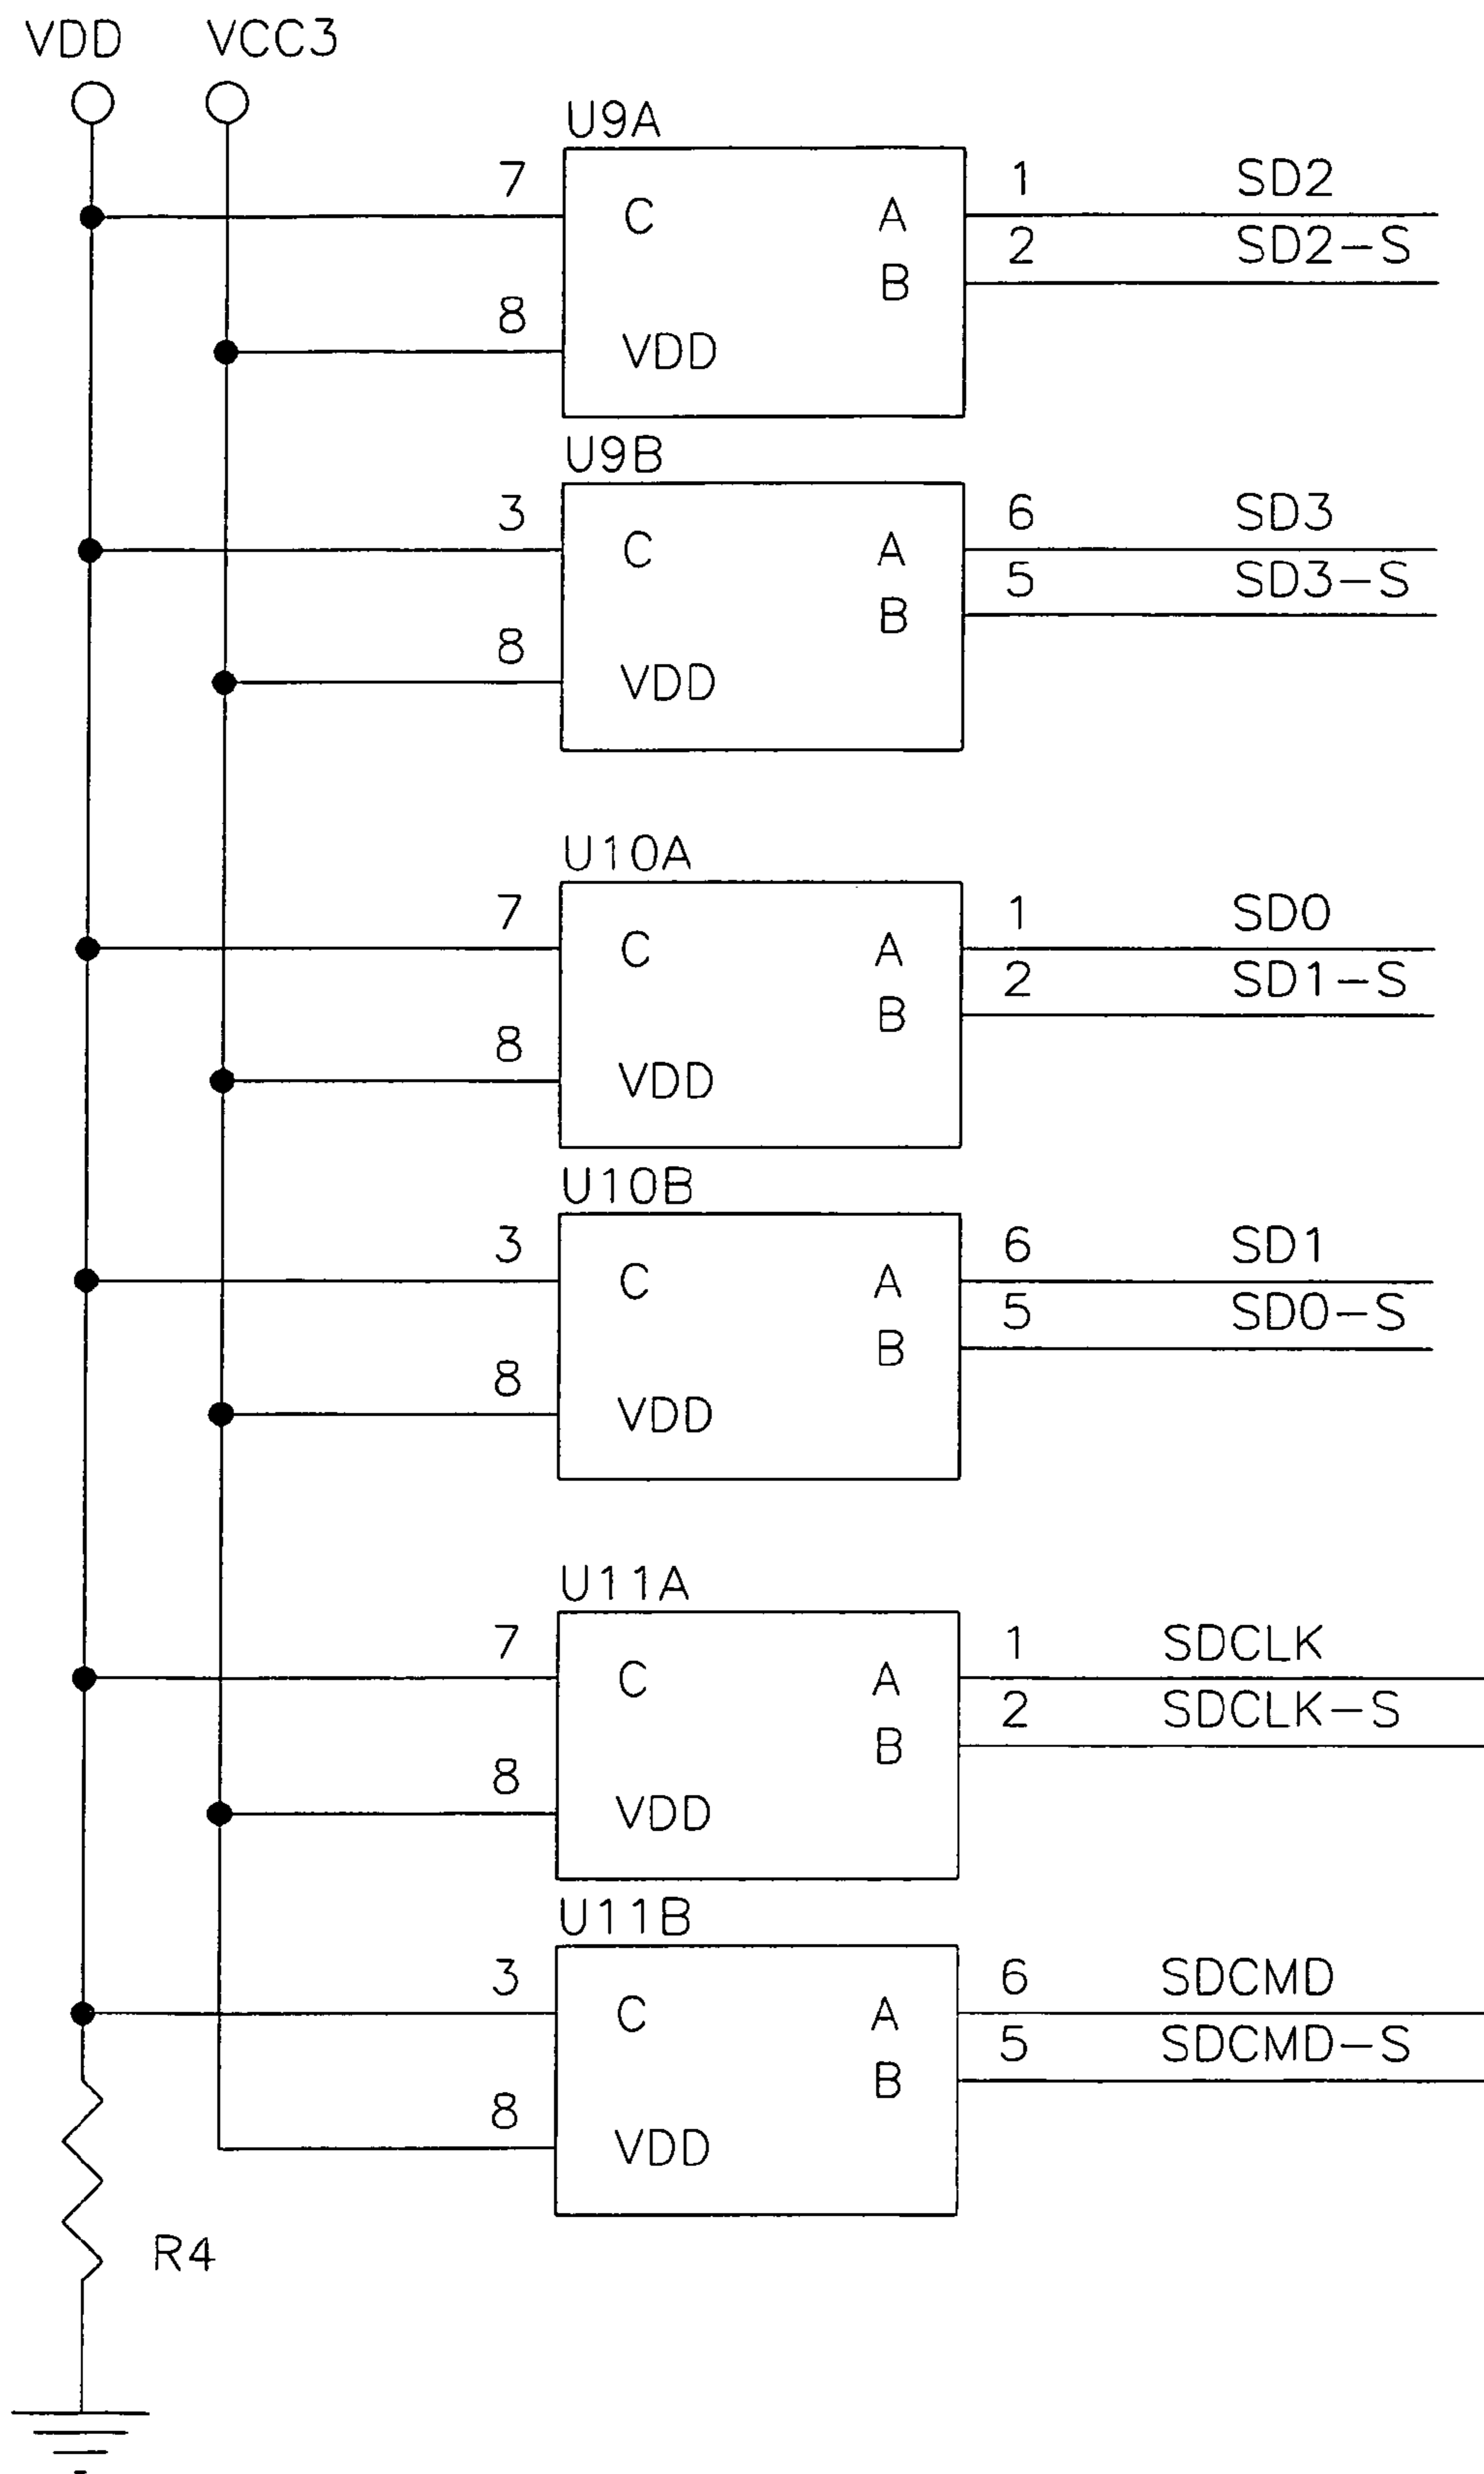 VDD VCC3
U9A
7 C A 1 SD2
B 2 SD2-S
8 VDD
U9B
3 C A 6 SD3
B 5 SD3-S
8 VDD
U10A
7 C A 1 SD0
B 2 SD1-S
8 VDD
U10B
3 C A 6 SD1
B 5 SD0-S
8 VDD
U11A
7 C A 1 SDCLK
B 2 SDCLK-S
8 VDD
U11B
3 C A 6 SDCMD
B 5 SDCMD-S
8 VDD
R4